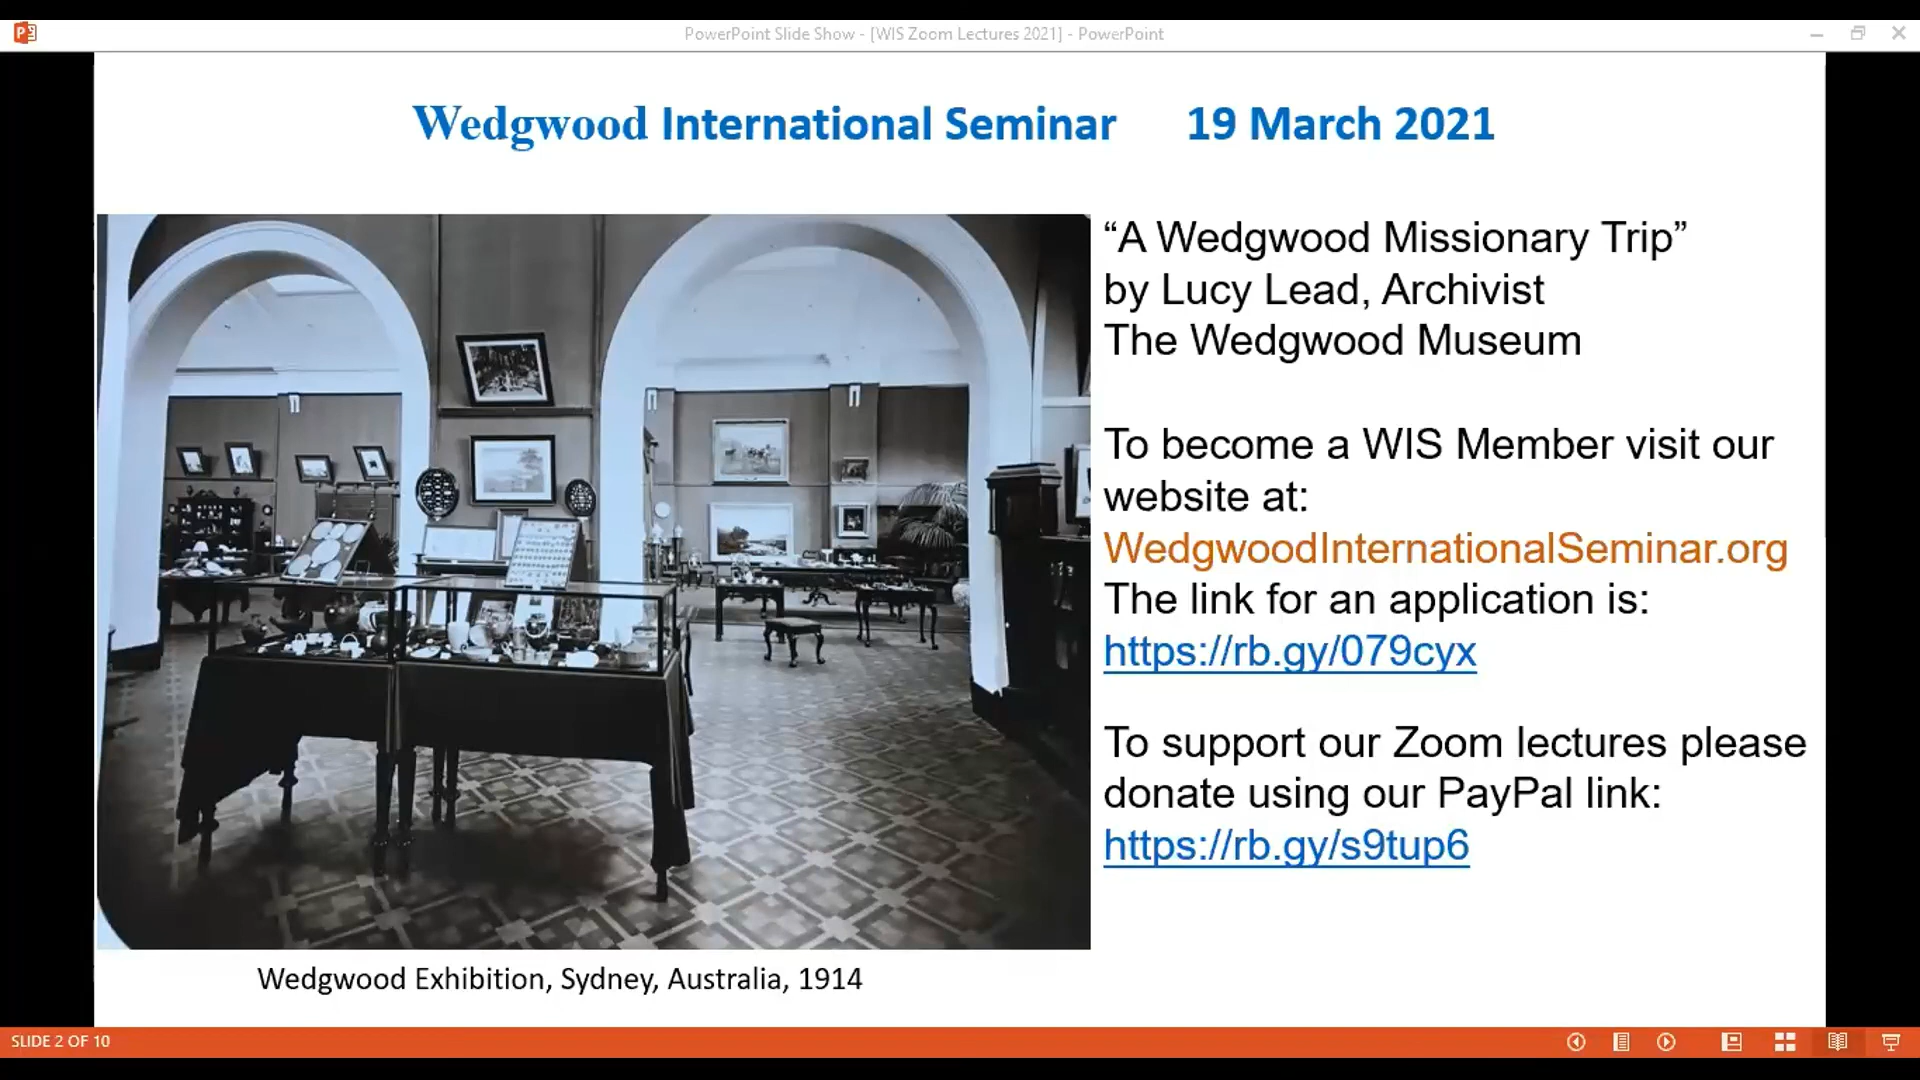 PowerPoint Slide Show - [WIS Zoom Lectures 2021] - PowerPoint
Wedgwood International Seminar 19 March 2021
“A Wedgwood Missionary Trip”
by Lucy Lead, Archivist
The Wedgwood Museum
To become a WIS Member visit our
website at:
WedgwoodInternationalSeminar.org
The link for an application is:
https://rb.gy/079cyx
To support our Zoom lectures please
donate using our PayPal link:
https://rb.gy/s9tup6
Wedgwood Exhibition, Sydney, Australia, 1914
SLIDE 2 OF 10